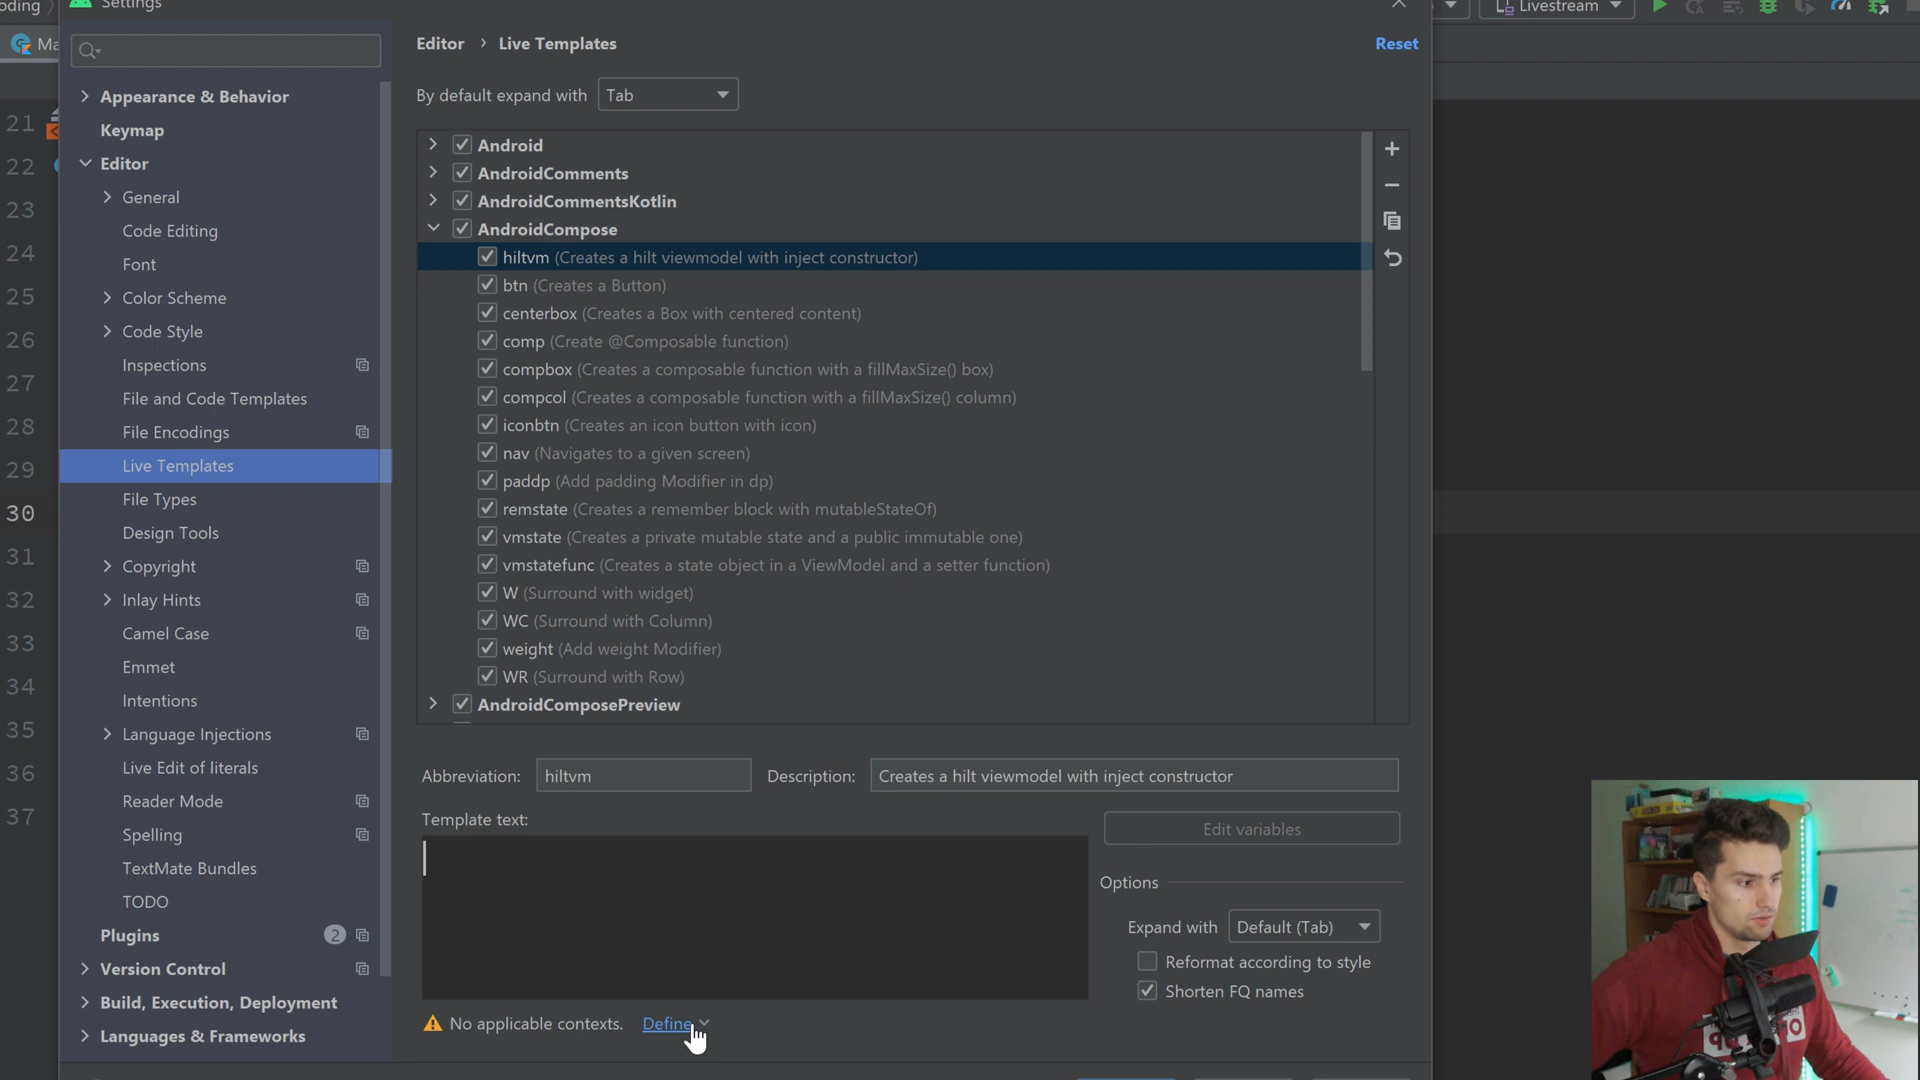 oding
Settings
Livestream
Ma
Editor › Live Templates
Reset
By default expand with Tab
Appearance & Behavior
Keymap
Editor
General
Code Editing
Font
Color Scheme
Code Style
Inspections
File and Code Templates
File Encodings
Live Templates
File Types
Design Tools
Copyright
Inlay Hints
Camel Case
Emmet
Intentions
Language Injections
Live Edit of literals
Reader Mode
Spelling
TextMate Bundles
TODO
Plugins 2
Version Control
Build, Execution, Deployment
Languages & Frameworks
21
22
23
24
25
26
27
28
29
30
31
32
33
34
35
36
37
Android
AndroidComments
AndroidCommentsKotlin
AndroidCompose
hiltvm (Creates a hilt viewmodel with inject constructor)
btn (Creates a Button)
centerbox (Creates a Box with centered content)
comp (Create @Composable function)
compbox (Creates a composable function with a fillMaxSize() box)
compcol (Creates a composable function with a fillMaxSize() column)
iconbtn (Creates an icon button with icon)
nav (Navigates to a given screen)
paddp (Add padding Modifier in dp)
remstate (Creates a remember block with mutableStateOf)
vmstate (Creates a private mutable state and a public immutable one)
vmstatefunc (Creates a state object in a ViewModel and a setter function)
W (Surround with widget)
WC (Surround with Column)
weight (Add weight Modifier)
WR (Surround with Row)
AndroidComposePreview
Abbreviation: hiltvm Description: Creates a hilt viewmodel with inject constructor
Template text:
Edit variables
Options
Expand with Default (Tab)
Reformat according to style
Shorten FQ names
No applicable contexts. Define